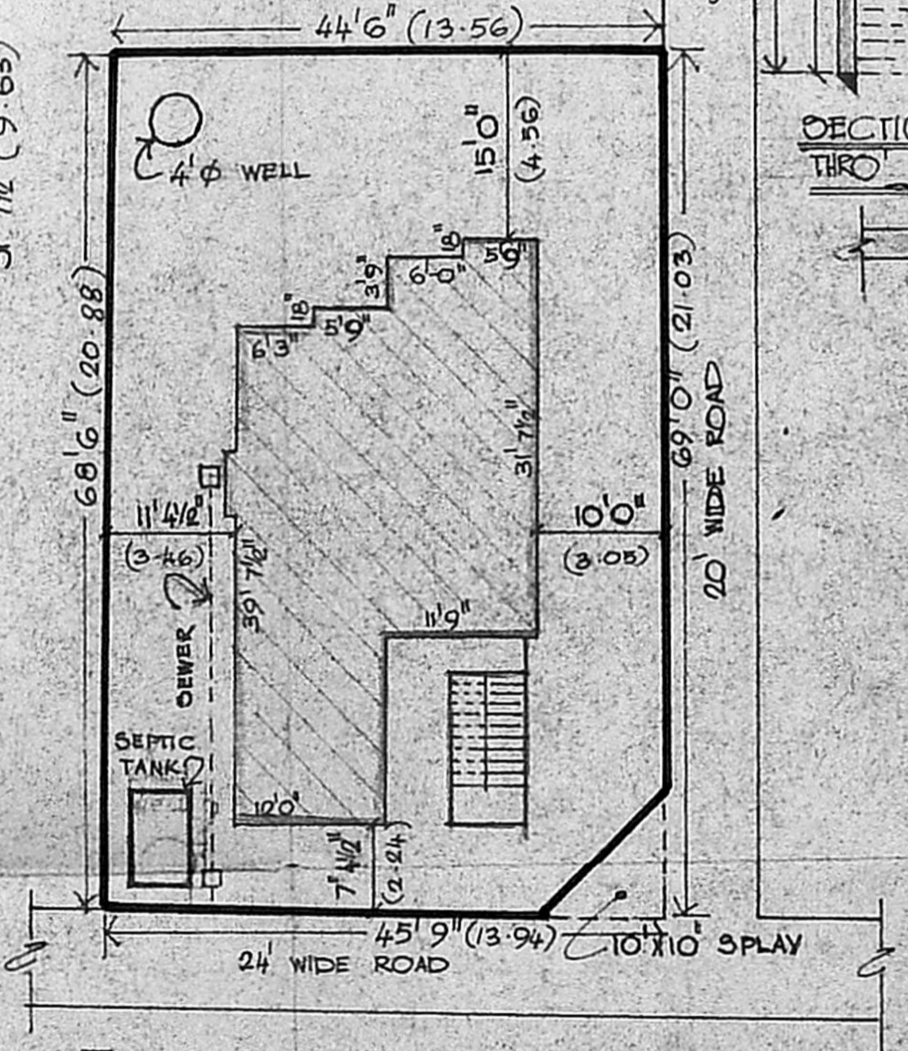 44'6" (13.56)
15'0"
(4.56)
4' φ WELL
SECTIO
THRO'
18"
5'9"
3'9"
6'-0"
18"
5'9"
6'3"
68'6" (20.88)
69'0" (21.03)
20' WIDE ROAD
31' 7½"
11' 4½"
(3.46)
10'0"
(3.05)
39' 7½"
SEWER
11'9"
SEPTIC
TANK
10'0"
7' 4½"
(2.24)
45'9" (13.94)
10'X10' SPLAY
24' WIDE ROAD